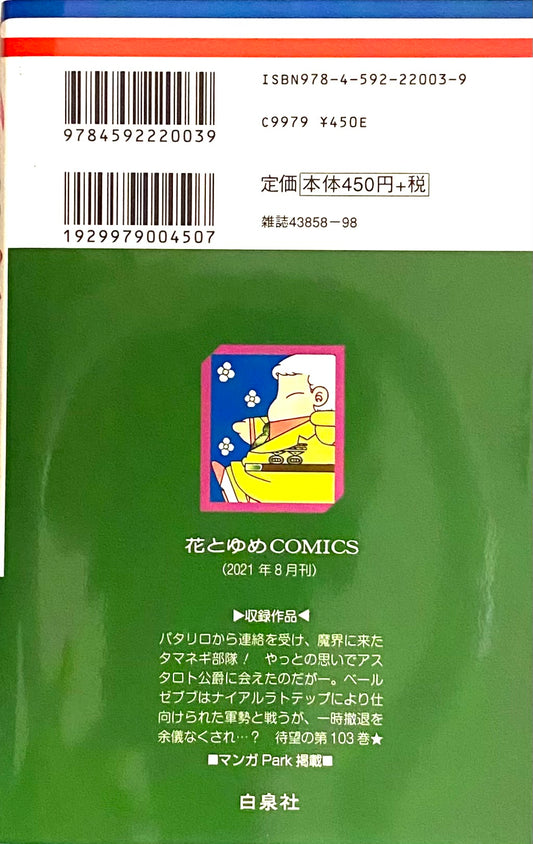 ISBN978-4-592-22003-9
9784592220039
C9979 ¥450E
定価 本体450円+税
1929979004507
雑誌43858-98
花とゆめCOMICS
(2021年8月刊)
▶収録作品◀
パタリロから連絡を受け、魔界に来た
タマネギ部隊! やっとの思いでアス
タロト公爵に会えたのだがー。ベール
ゼブブはナイアルラトテップにより仕
向けられた軍勢と戦うが、一時撤退を
余儀なくされ…? 待望の第103巻★
■マンガPark掲載■
白泉社